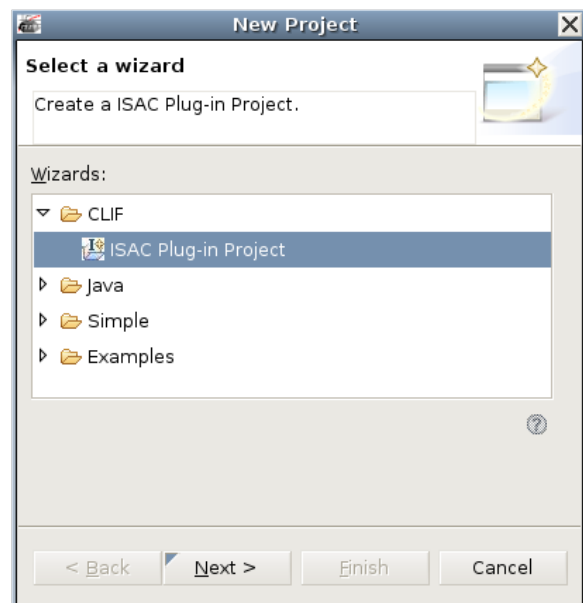 New Project
Select a wizard
Create a ISAC Plug-in Project.
Wizards:
CLIF
ISAC Plug-in Project
Java
Simple
Examples
< Back Next > Finish Cancel